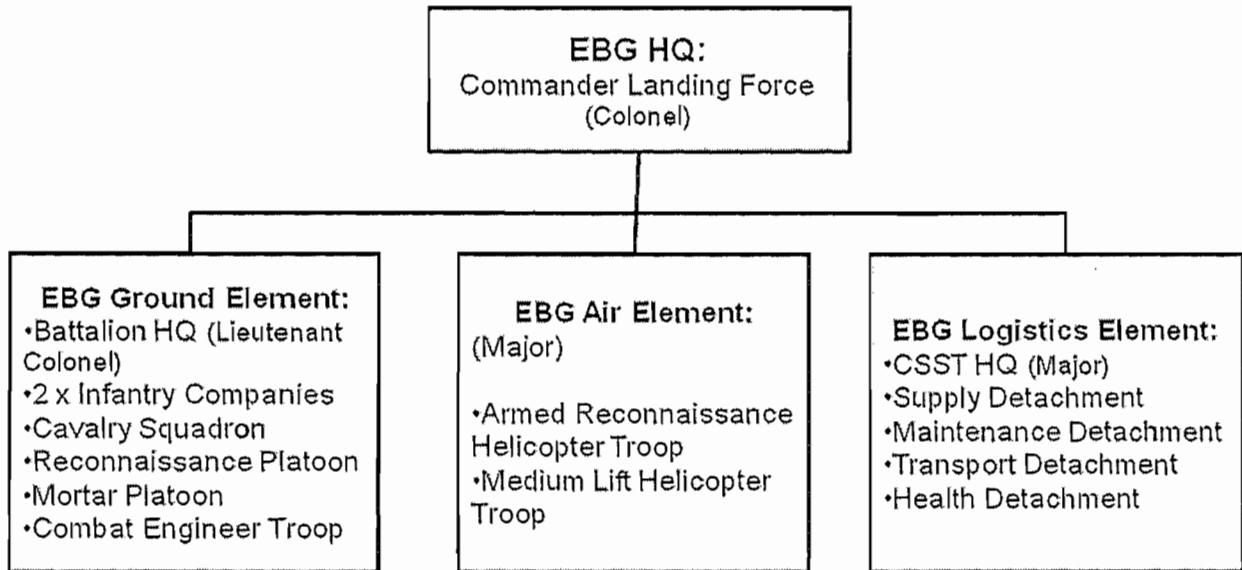 EBG HQ:
Commander Landing Force
(Colonel)
EBG Ground Element:
•Battalion HQ (Lieutenant
Colonel)
•2 x Infantry Companies
•Cavalry Squadron
•Reconnaissance Platoon
•Mortar Platoon
•Combat Engineer Troop
EBG Air Element:
(Major)
•Armed Reconnaissance
Helicopter Troop
•Medium Lift Helicopter
Troop
EBG Logistics Element:
•CSST HQ (Major)
•Supply Detachment
•Maintenance Detachment
•Transport Detachment
•Health Detachment